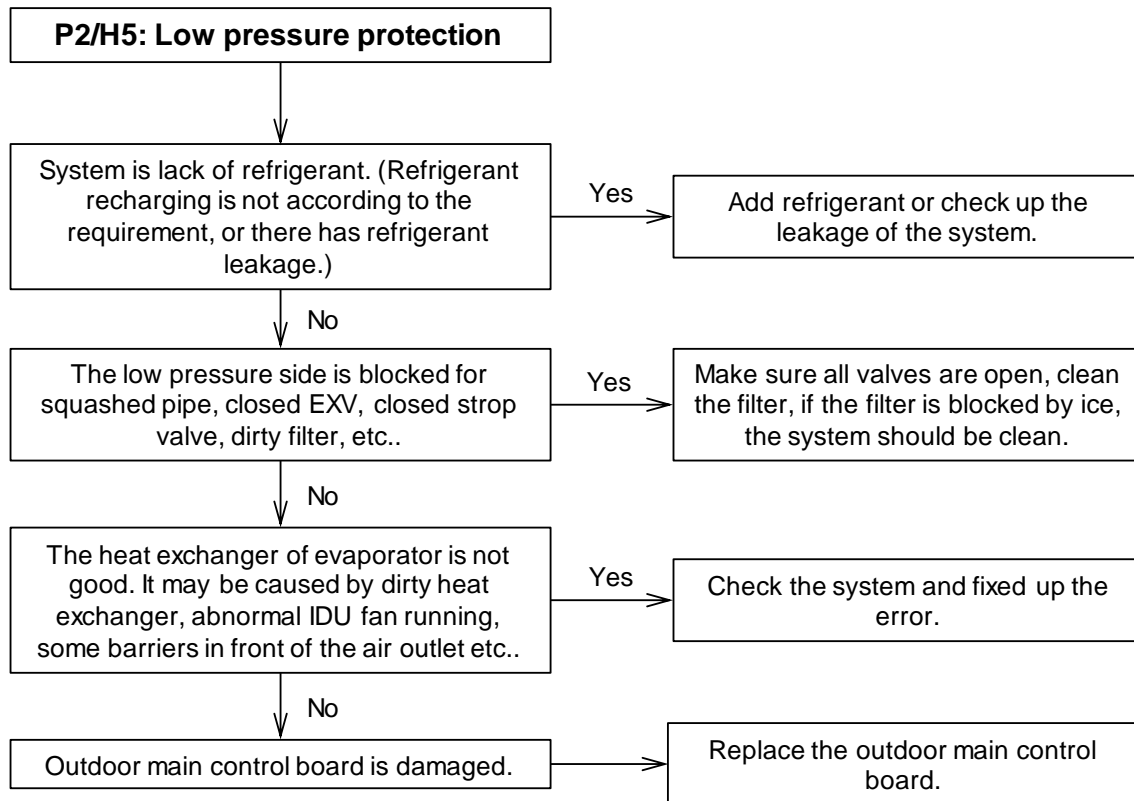 P2/H5: Low pressure protection
System is lack of refrigerant. (Refrigerant
recharging is not according to the
requirement, or there has refrigerant
leakage.)
Yes
Add refrigerant or check up the
leakage of the system.
No
The low pressure side is blocked for
squashed pipe, closed EXV, closed strop
valve, dirty filter, etc..
Yes
Make sure all valves are open, clean
the filter, if the filter is blocked by ice,
the system should be clean.
No
The heat exchanger of evaporator is not
good. It may be caused by dirty heat
exchanger, abnormal IDU fan running,
some barriers in front of the air outlet etc..
Yes
Check the system and fixed up the
error.
No
Outdoor main control board is damaged.
Replace the outdoor main control
board.